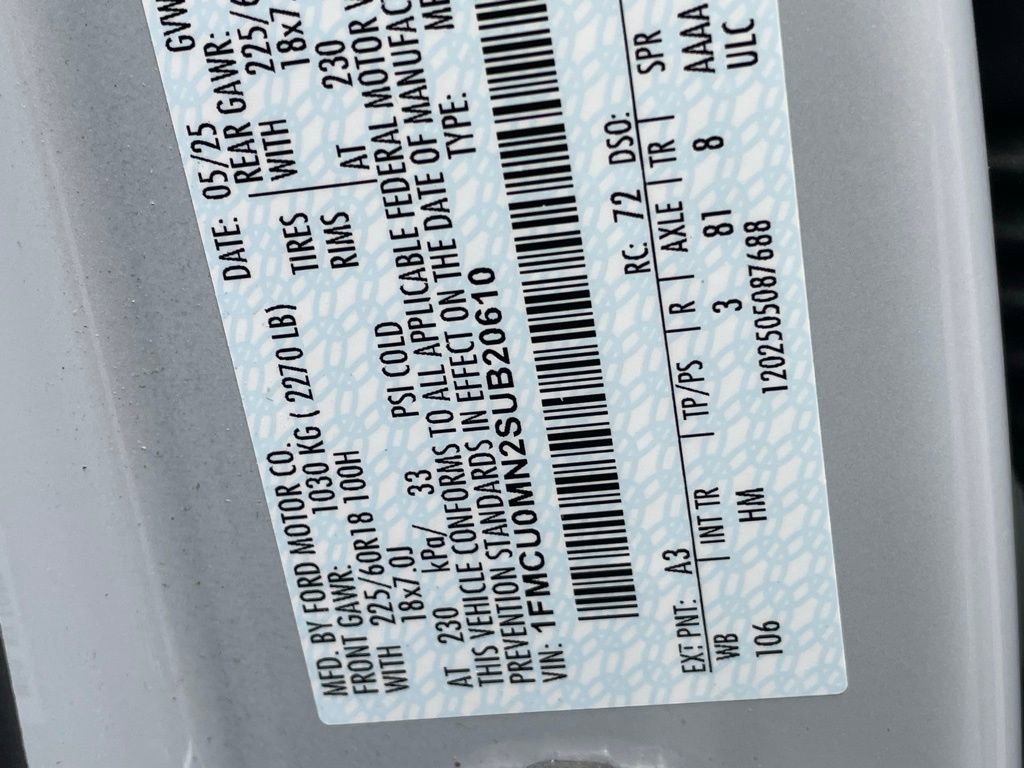 MFD. BY FORD MOTOR CO. DATE: 05/25 GVW
FRONT GAWR: 1030 KG ( 2270 LB) REAR GAWR:
WITH 225/60R18 100H TIRES WITH 225/6
18x7.0J RIMS 18x7.
AT 230 kPa/ 33 PSI COLD AT 230
THIS VEHICLE CONFORMS TO ALL APPLICABLE FEDERAL MOTOR V
PREVENTION STANDARDS IN EFFECT ON THE DATE OF MANUFAC
VIN: 1FMCU0MN2SUB20610 TYPE:
EXT PNT: A3 RC: 72 DSO:
WB INT TR TP/PS R AXLE TR SPR
106 HM 3 81 8 AAAA
1202505087688 ULC